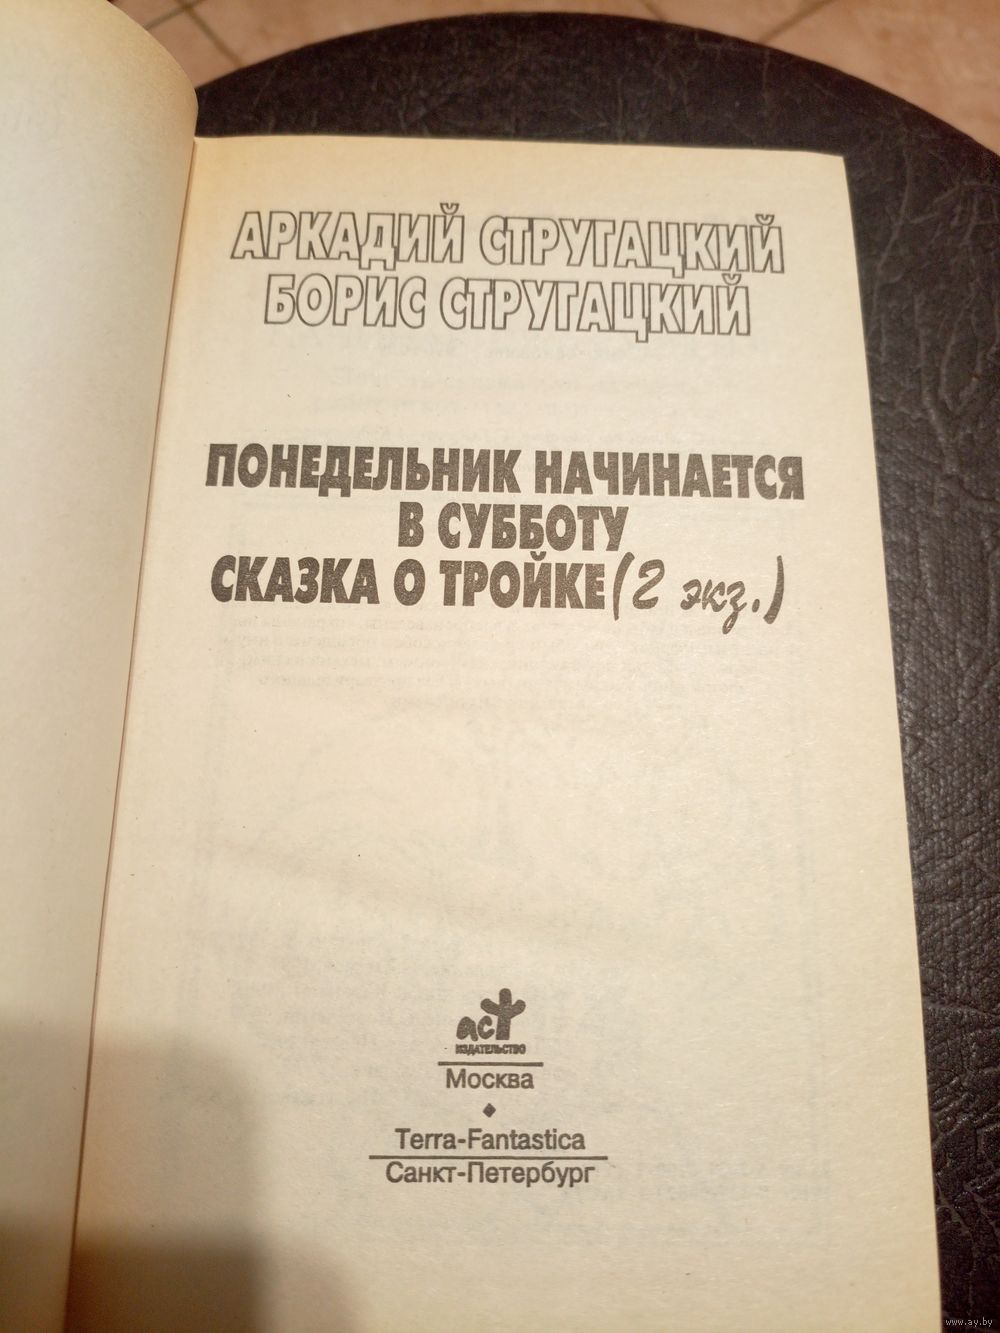 АРКАДИЙ СТРУГАЦКИЙ
БОРИС СТРУГАЦКИЙ
ПОНЕДЕЛЬНИК НАЧИНАЕТСЯ
В СУББОТУ
СКАЗКА О ТРОЙКЕ (2 экз.)
аст
ИЗДАТЕЛЬСТВО
Москва
Terra-Fantastica
Санкт-Петербург
www.ay.by